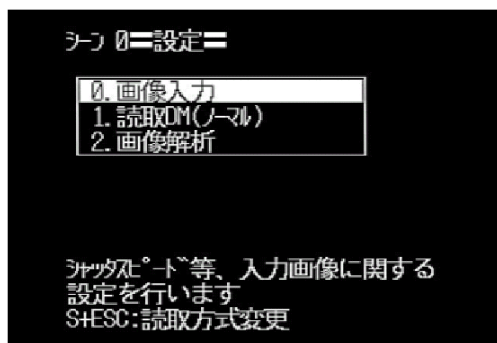 シーン 0=設定=
0.画像入力
1.読取DM(ノーマル)
2.画像解析
シャッタスピード等、入力画像に関する
設定を行います
S+ESC:読取方式変更